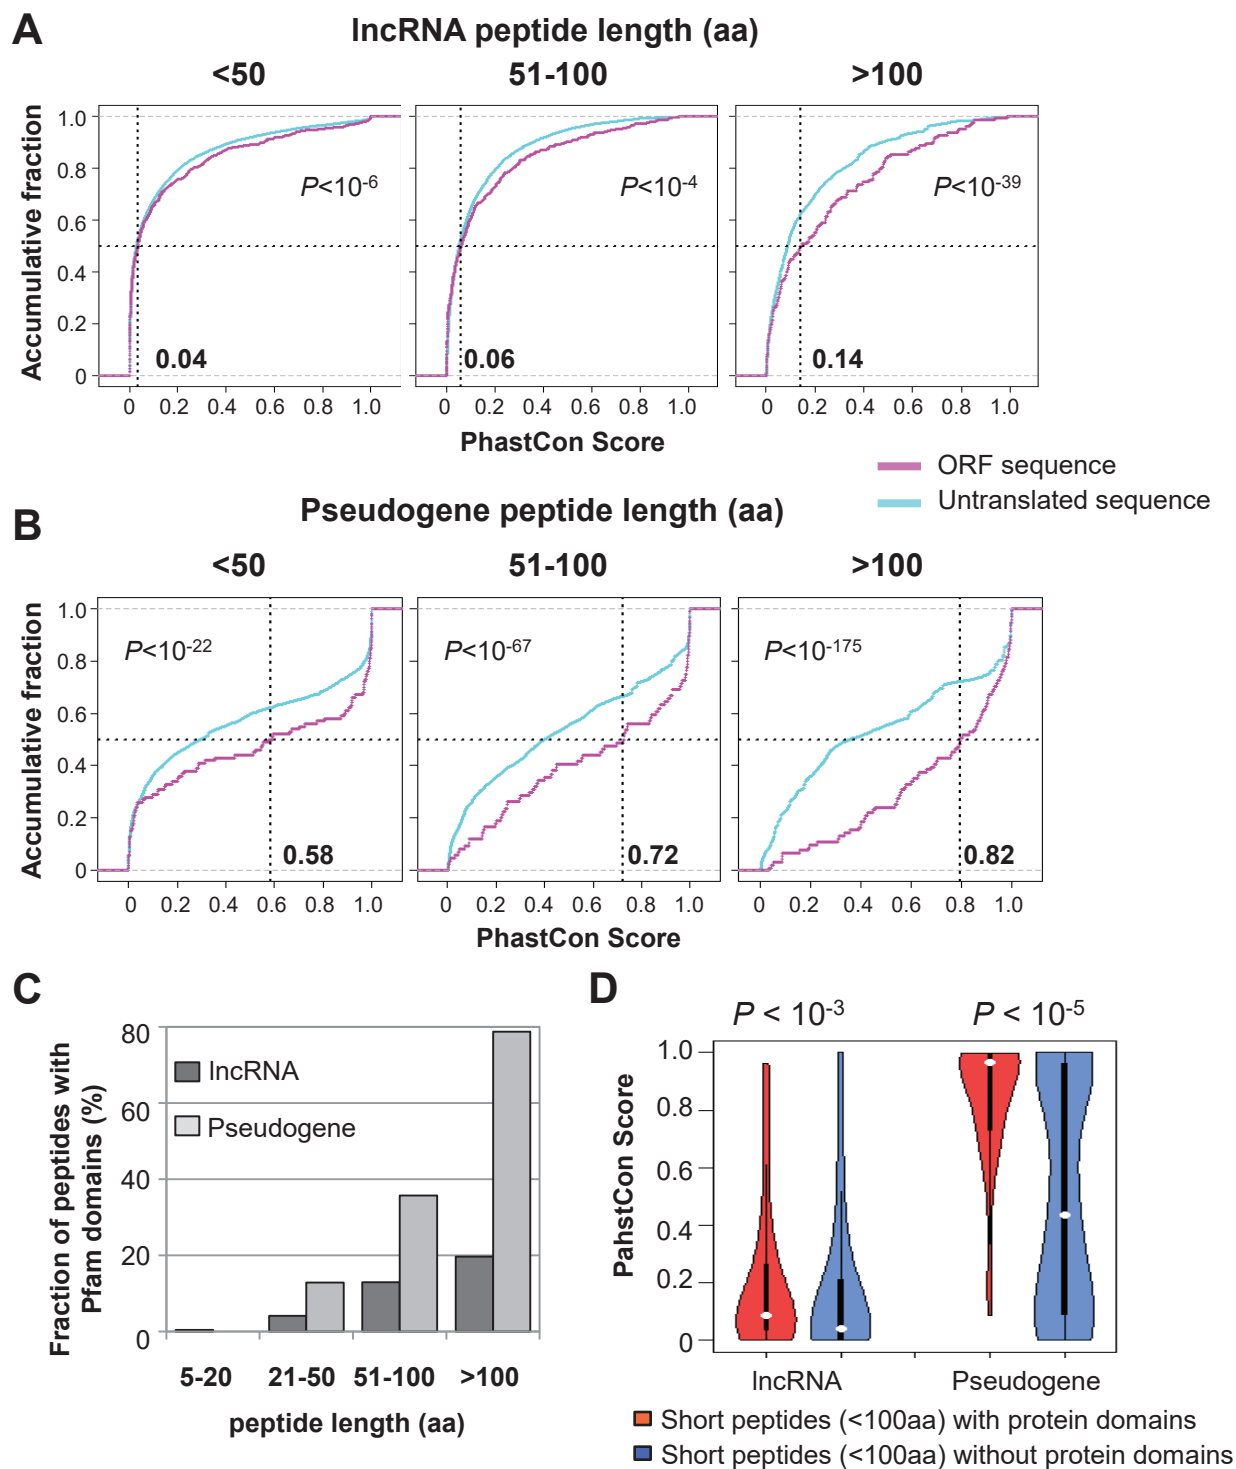 A
lncRNA peptide length (aa)
<50 51-100 >100
Accumulative fraction
1.0
0.8
0.6
0.4
0.2
0
P<10-6
P<10-4
P<10-39
0.04
0.06
0.14
0 0.2 0.4 0.6 0.8 1.0
0 0.2 0.4 0.6 0.8 1.0
0 0.2 0.4 0.6 0.8 1.0
PhastCon Score
ORF sequence
Untranslated sequence
B
Pseudogene peptide length (aa)
<50 51-100 >100
Accumulative fraction
1.0
0.8
0.6
0.4
0.2
0
P<10-22
P<10-67
P<10-175
0.58
0.72
0.82
0 0.2 0.4 0.6 0.8 1.0
0 0.2 0.4 0.6 0.8 1.0
0 0.2 0.4 0.6 0.8 1.0
PhastCon Score
C
Fraction of peptides with
Pfam domains (%)
80
60
40
20
0
lncRNA
Pseudogene
5-20 21-50 51-100 >100
peptide length (aa)
D
P < 10-3
P < 10-5
PahstCon Score
1.0
0.8
0.6
0.4
0.2
0
lncRNA
Pseudogene
Short peptides (<100aa) with protein domains
Short peptides (<100aa) without protein domains